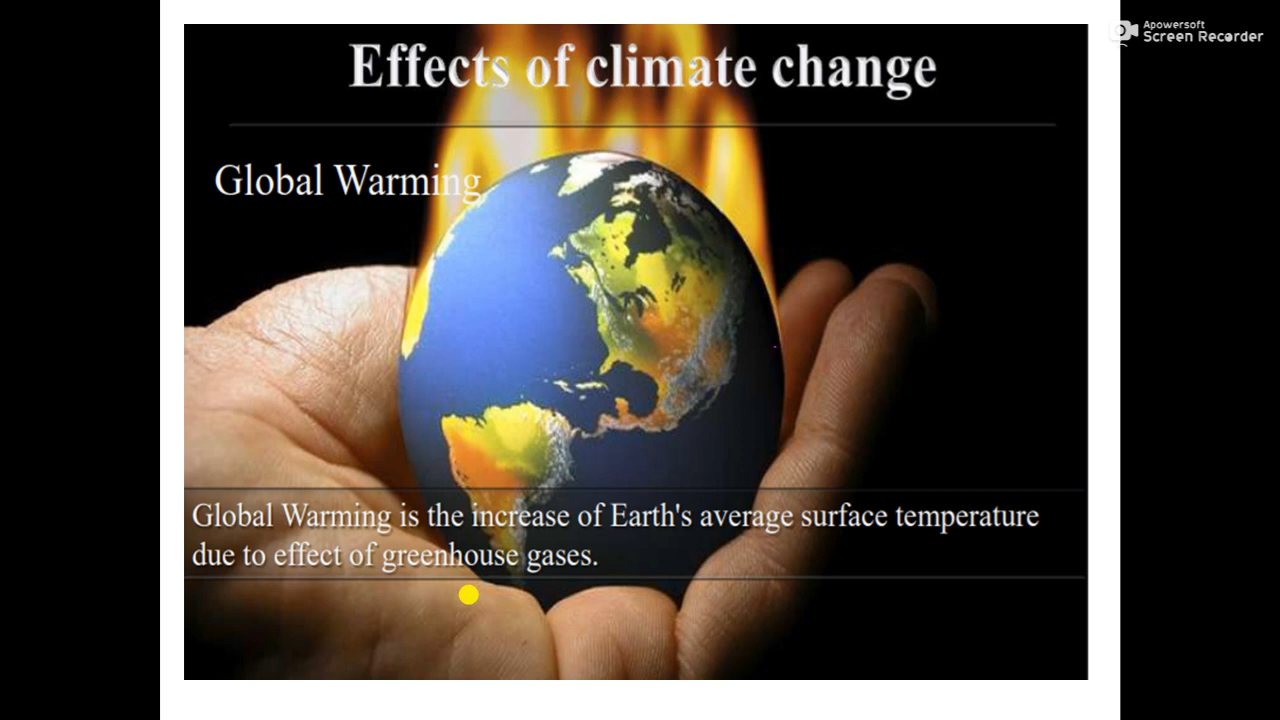 Apowersoft
Screen Recorder
Effects of climate change
Global Warming
Global Warming is the increase of Earth's average surface temperature
due to effect of greenhouse gases.